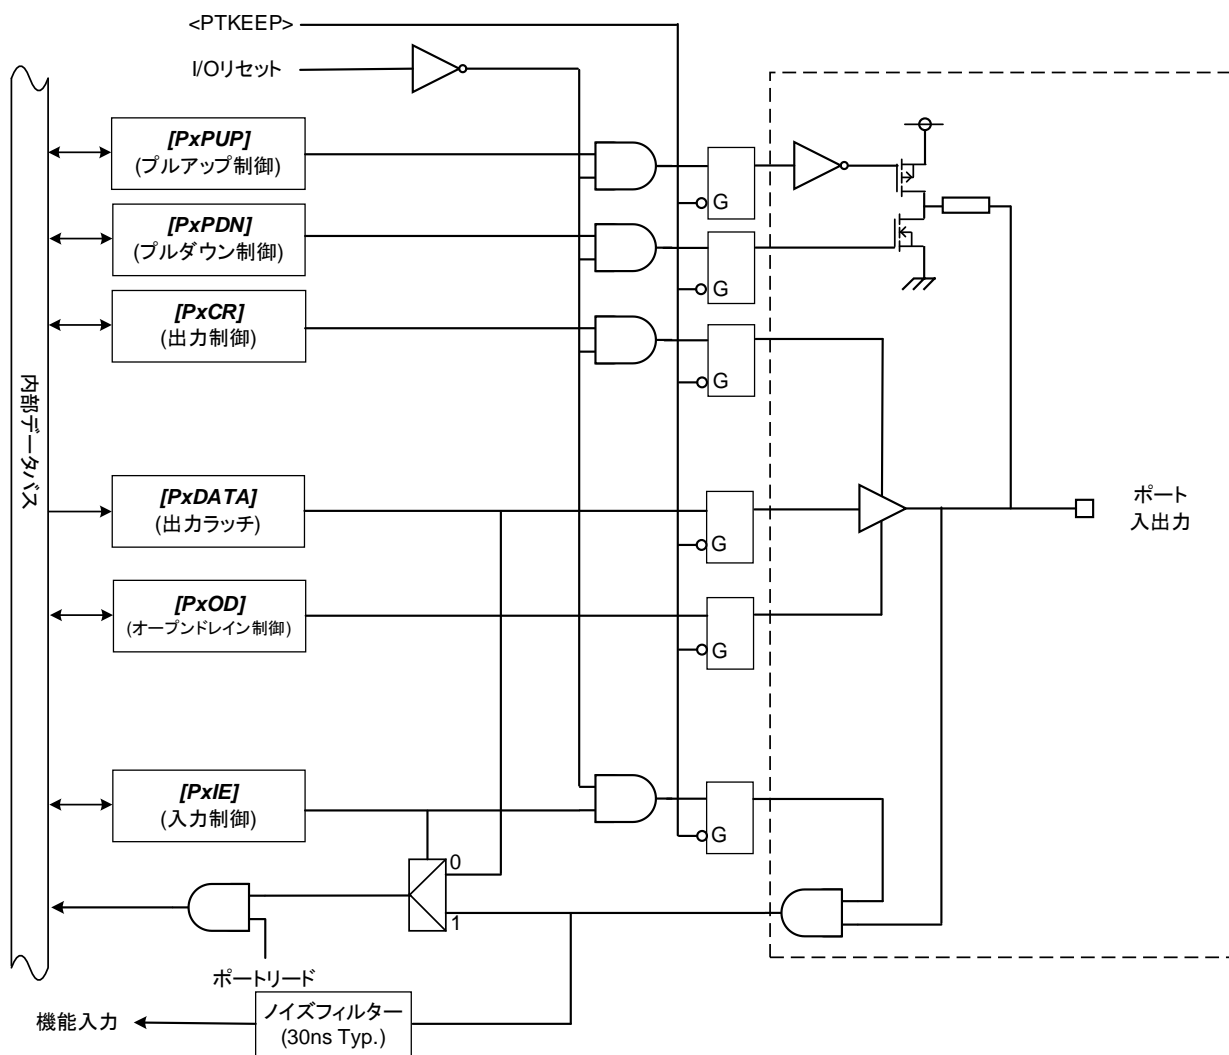 <PTKEEP>
I/Oリセット
[PxPUP]
(プルアップ制御)
G
[PxPDN]
(プルダウン制御)
G
[PxCR]
(出力制御)
G
内部データバス
[PxDATA]
(出力ラッチ)
G
ポート
入出力
[PxOD]
(オープンドレイン制御)
G
[PxIE]
(入力制御)
G
0
1
ポートリード
機能入力
ノイズフィルター
(30ns Typ.)